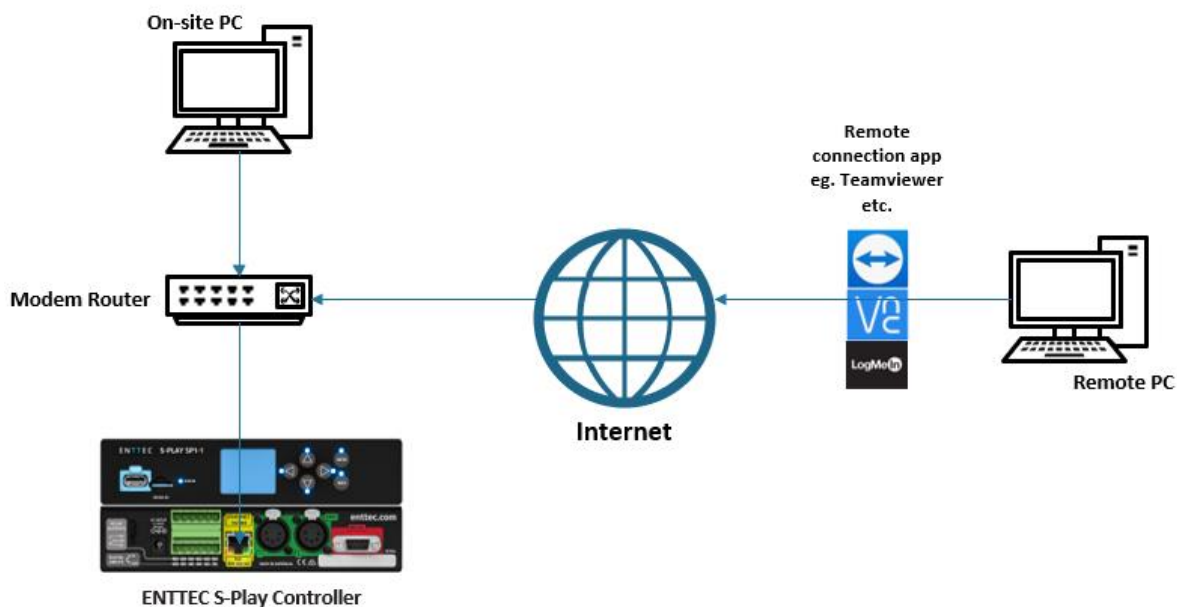 On-site PC
Remote
connection app
eg. Teamviewer
etc.
Modem Router
LogMeIn
Remote PC
Internet
ENTTEC S-PLAY SP1-1
enttec.com
ENTTEC S-Play Controller